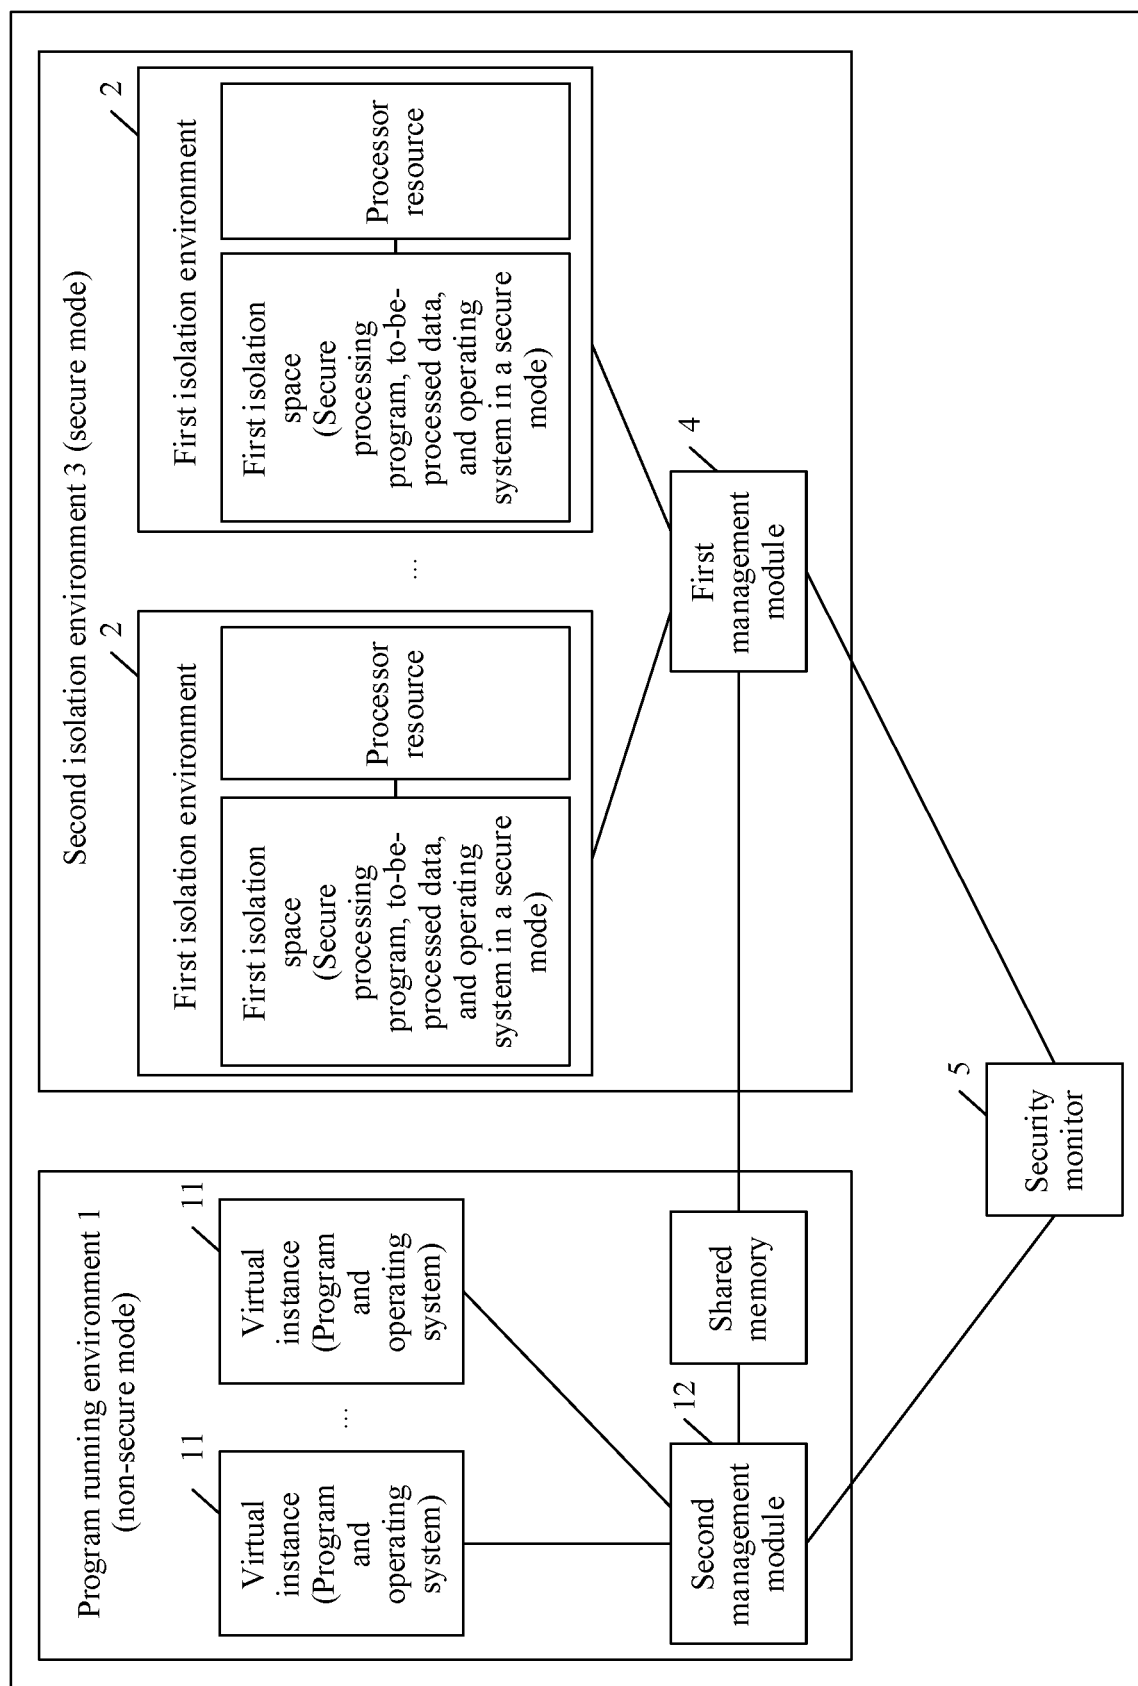 Program running environment 1
(non-secure mode)
11
Virtual
instance
(Program
and
operating
system)
...
11
Virtual
instance
(Program
and
operating
system)
12
Second
management
module
Shared
memory
Second isolation environment 3 (secure mode)
2
First isolation environment
First isolation
space
(Secure
processing
program, to-be-
processed data,
and operating
system in a secure
mode)
Processor
resource
...
2
First isolation environment
First isolation
space
(Secure
processing
program, to-be-
processed data,
and operating
system in a secure
mode)
Processor
resource
4
First
management
module
5
Security
monitor